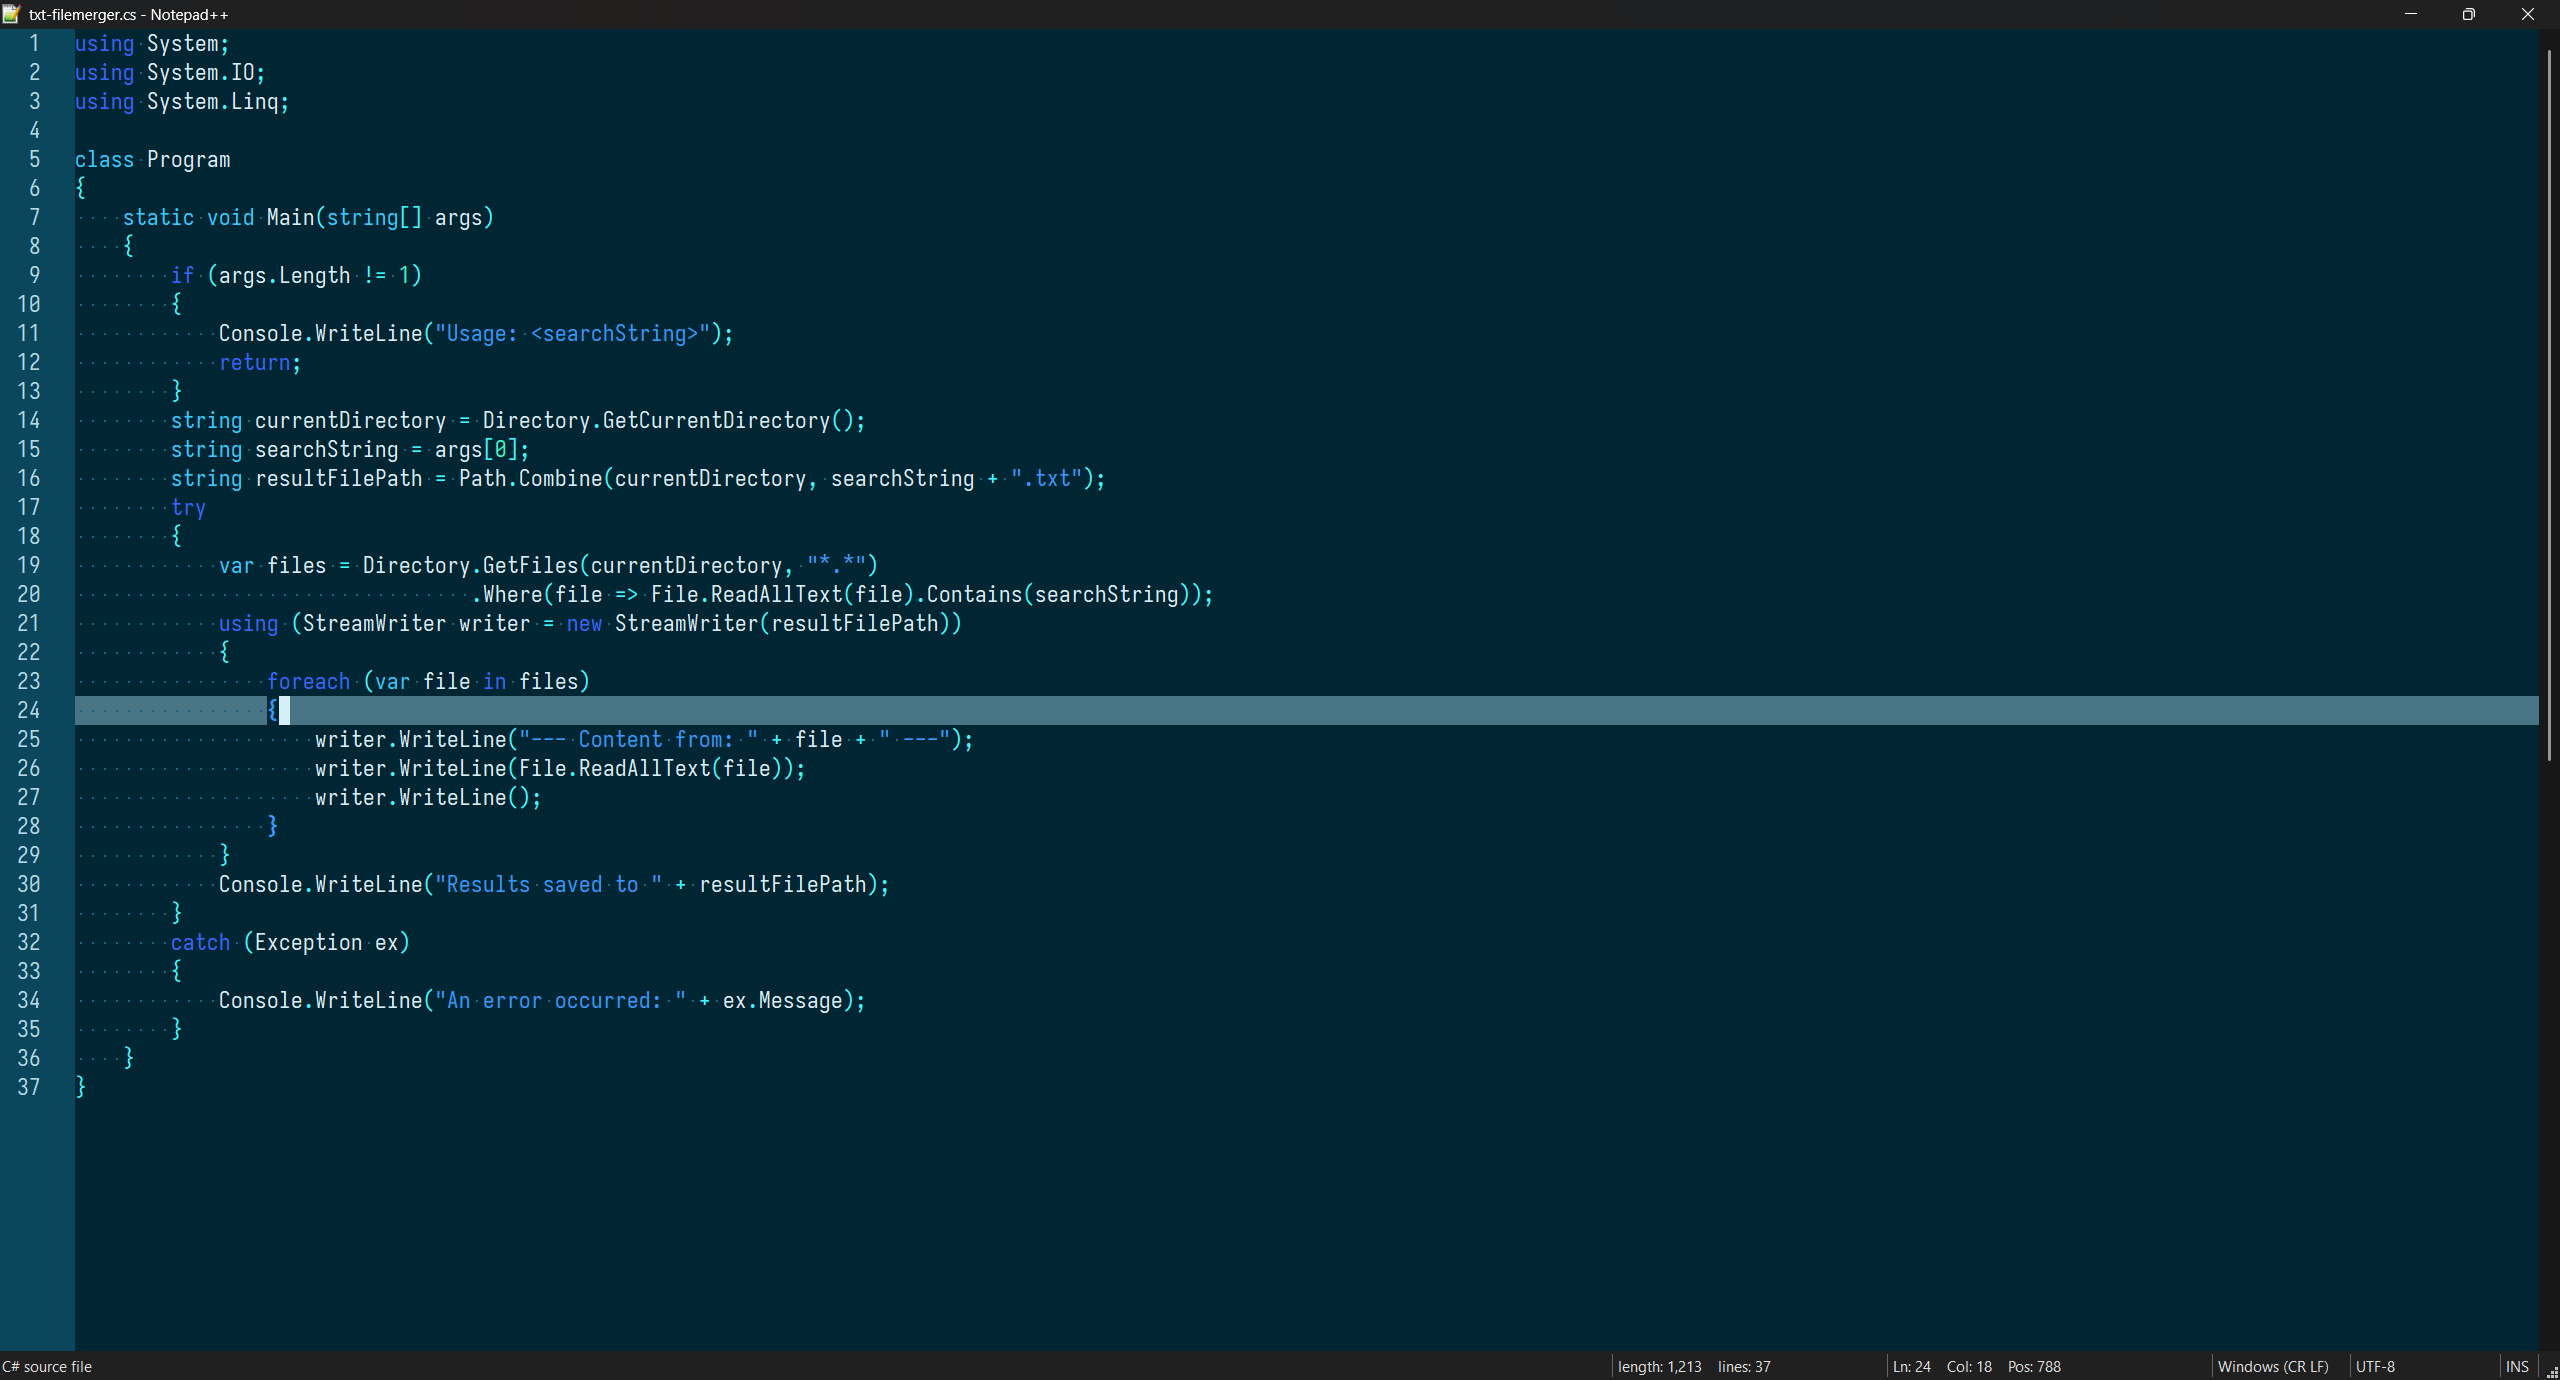 txt-filemerger.cs - Notepad++
1 using System;
2 using System.IO;
3 using System.Linq;
4
5 class Program
6 {
7     static void Main(string[] args)
8     {
9         if (args.Length != 1)
10         {
11             Console.WriteLine("Usage: <searchString>");
12             return;
13         }
14         string currentDirectory = Directory.GetCurrentDirectory();
15         string searchString = args[0];
16         string resultFilePath = Path.Combine(currentDirectory, searchString + ".txt");
17         try
18         {
19             var files = Directory.GetFiles(currentDirectory, "*.*")
20                                  .Where(file => File.ReadAllText(file).Contains(searchString));
21             using (StreamWriter writer = new StreamWriter(resultFilePath))
22             {
23                 foreach (var file in files)
24                 {
25                     writer.WriteLine("--- Content from: " + file + " ---");
26                     writer.WriteLine(File.ReadAllText(file));
27                     writer.WriteLine();
28                 }
29             }
30             Console.WriteLine("Results saved to " + resultFilePath);
31         }
32         catch (Exception ex)
33         {
34             Console.WriteLine("An error occurred: " + ex.Message);
35         }
36     }
37 }
C# source file length: 1,213 lines: 37 Ln: 24 Col: 18 Pos: 788 Windows (CR LF) UTF-8 INS